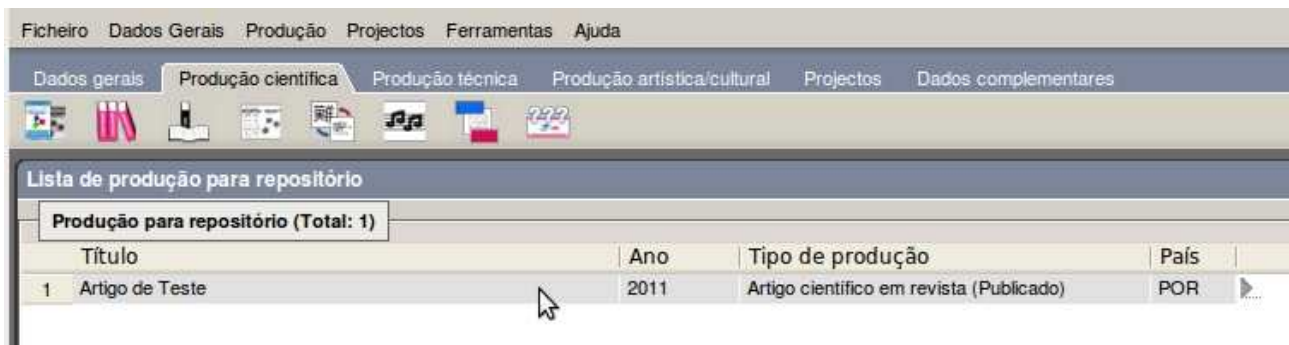 Ficheiro Dados Gerais Produção Projectos Ferramentas Ajuda
Dados gerais Produção científica Produção técnica Produção artística/cultural Projectos Dados complementares
Lista de produção para repositório
Produção para repositório (Total: 1)
Título Ano Tipo de produção País
1 Artigo de Teste 2011 Artigo científico em revista (Publicado) POR